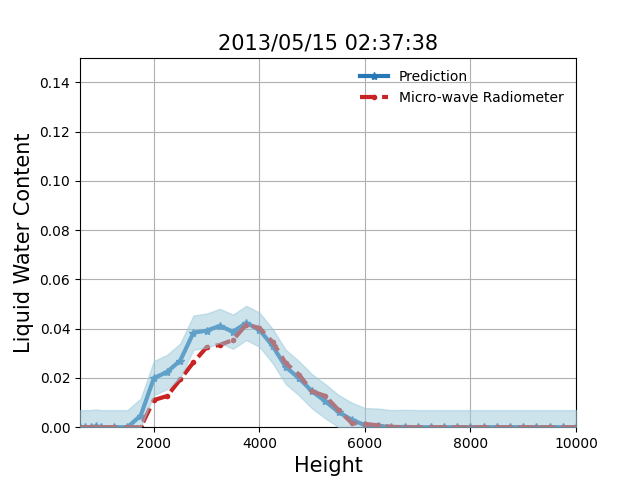 2013/05/15 02:37:38
Prediction
Micro-wave Radiometer
Liquid Water Content
0.14
0.12
0.10
0.08
0.06
0.04
0.02
0.00
2000 4000 6000 8000 10000
Height